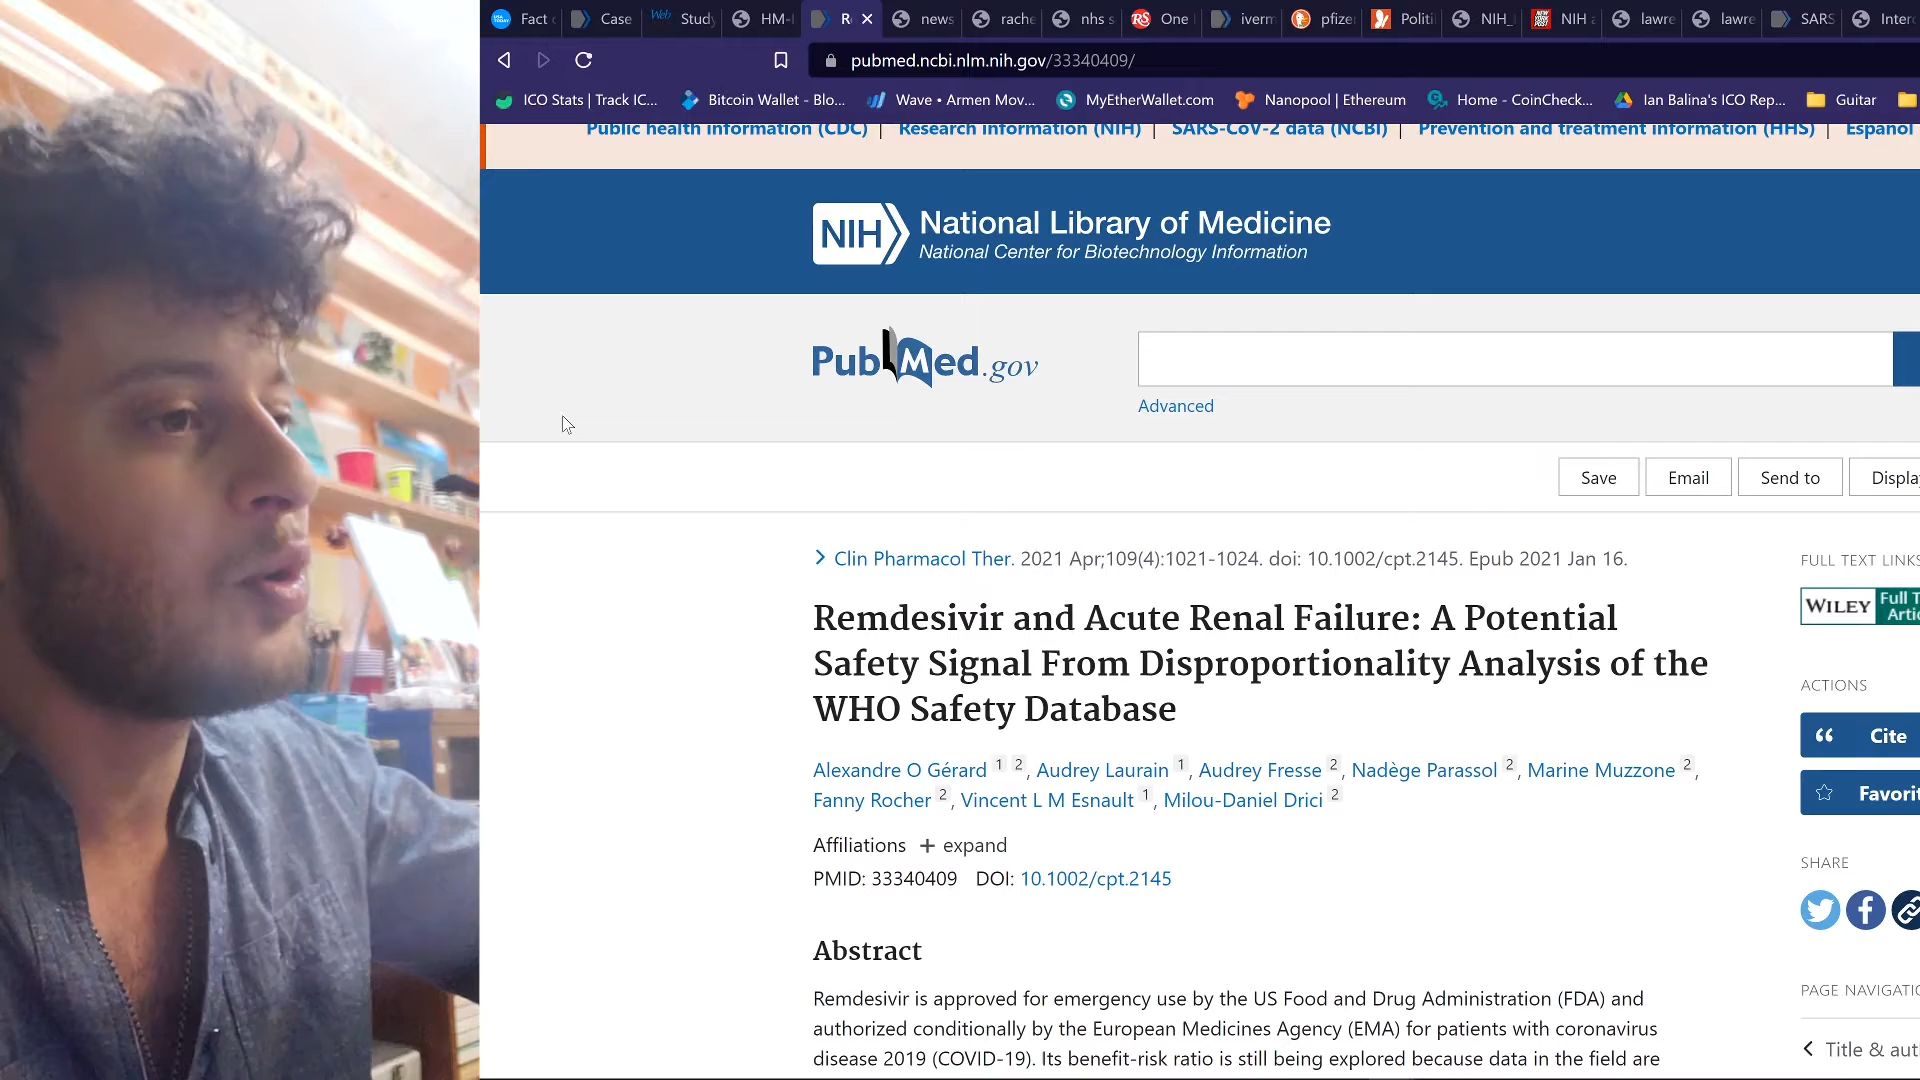 Fact
Case
Web
Study
HM-
R
news
rache
nhs s
RS
One
iverm
pfize
Politi
NIH_
NIH a
lawre
lawre
SARS
Inter
pubmed.ncbi.nlm.nih.gov/33340409/
ICO Stats | Track IC...
Bitcoin Wallet - Blo...
Wave • Armen Mov...
MyEtherWallet.com
Nanopool | Ethereum
Home - CoinCheck...
Ian Balina's ICO Rep...
Guitar
Public health information (CDC) | Research information (NIH) | SARS-CoV-2 data (NCBI) | Prevention and treatment information (HHS) | Español
NIH National Library of Medicine
National Center for Biotechnology Information
PubMed.gov
Advanced
Save
Email
Send to
Displa
Clin Pharmacol Ther. 2021 Apr;109(4):1021-1024. doi: 10.1002/cpt.2145. Epub 2021 Jan 16.
Remdesivir and Acute Renal Failure: A Potential
Safety Signal From Disproportionality Analysis of the
WHO Safety Database
Alexandre O Gérard 1 2, Audrey Laurain 1, Audrey Fresse 2, Nadège Parassol 2, Marine Muzzone 2,
Fanny Rocher 2, Vincent L M Esnault 1, Milou-Daniel Drici 2
Affiliations + expand
PMID: 33340409 DOI: 10.1002/cpt.2145
Abstract
Remdesivir is approved for emergency use by the US Food and Drug Administration (FDA) and
authorized conditionally by the European Medicines Agency (EMA) for patients with coronavirus
disease 2019 (COVID-19). Its benefit-risk ratio is still being explored because data in the field are
FULL TEXT LINKS
WILEY Full T
Artic
ACTIONS
Cite
Favorit
SHARE
PAGE NAVIGATIO
Title & aut